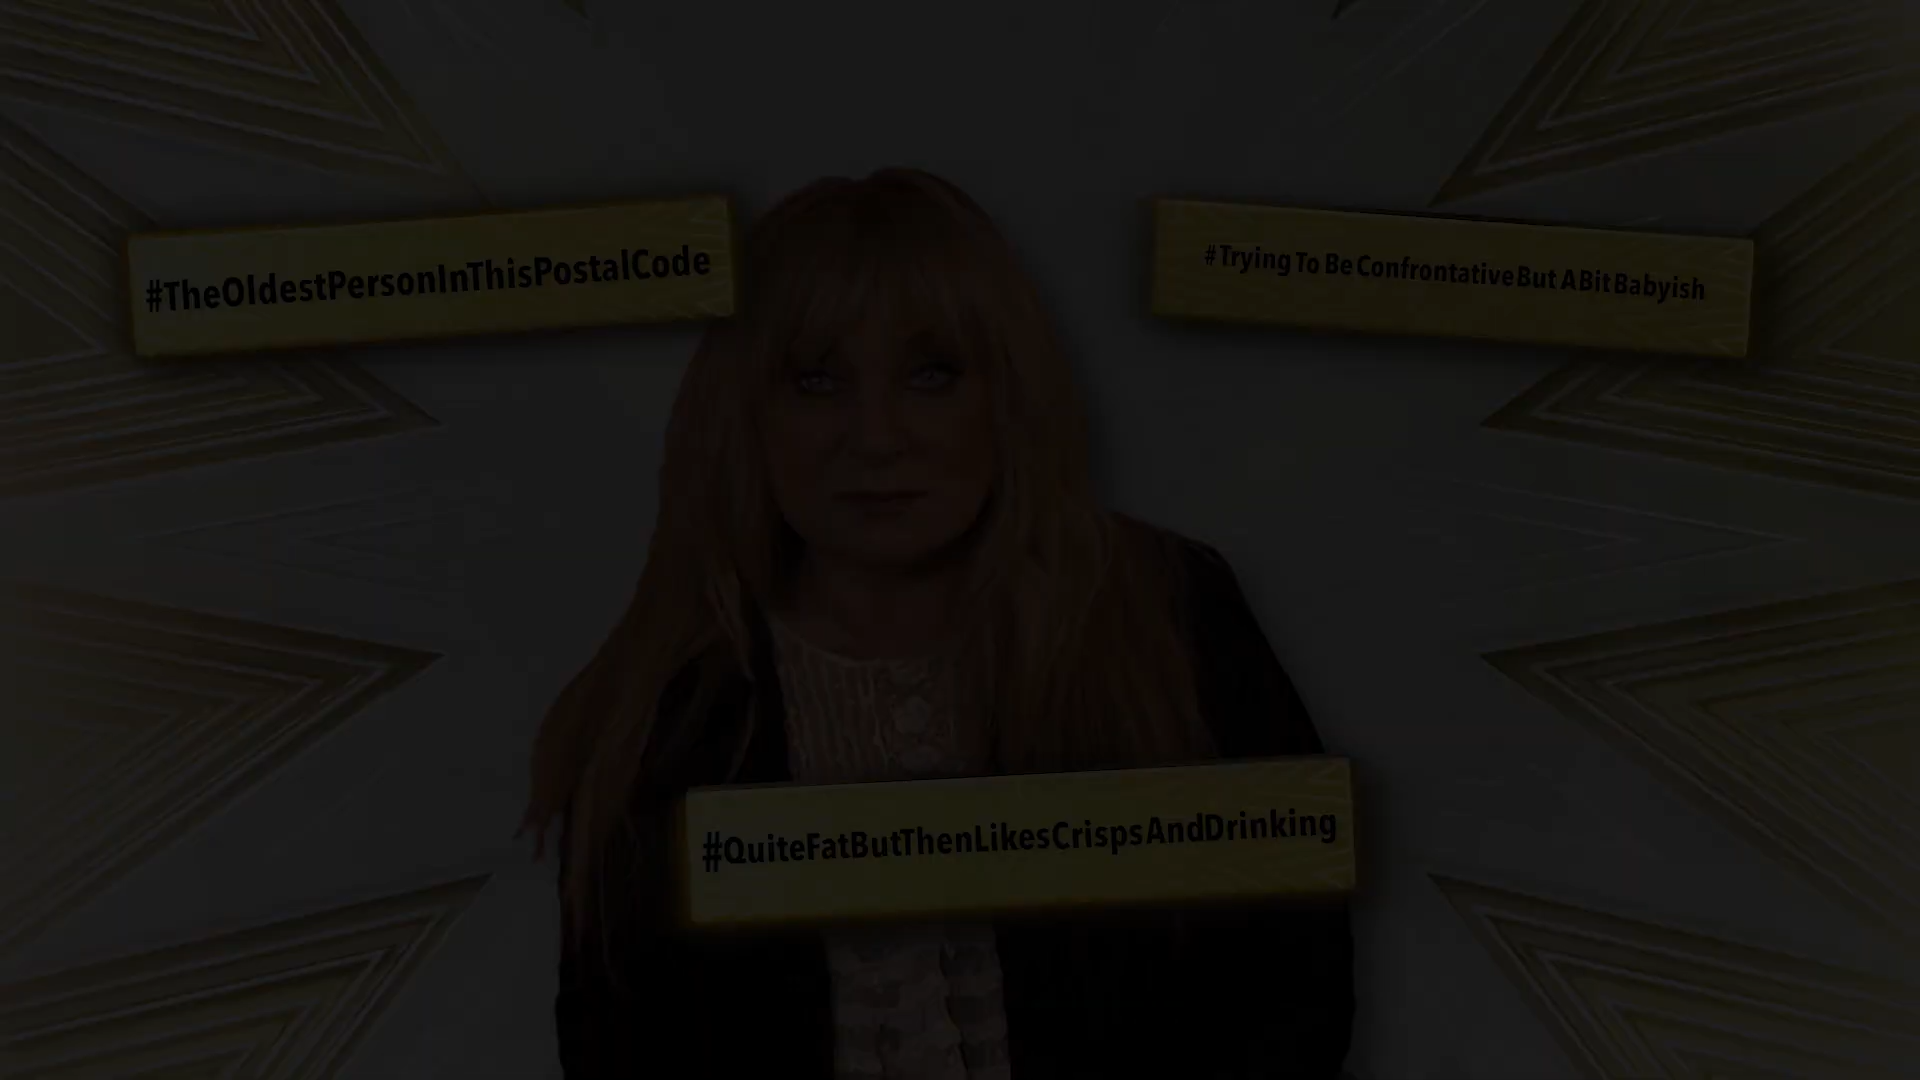 #TheOldestPersonInThisPostalCode
#Trying To Be Confrontative But A Bit Babyish
#QuiteFatButThenLikesCrispsAndDrinking